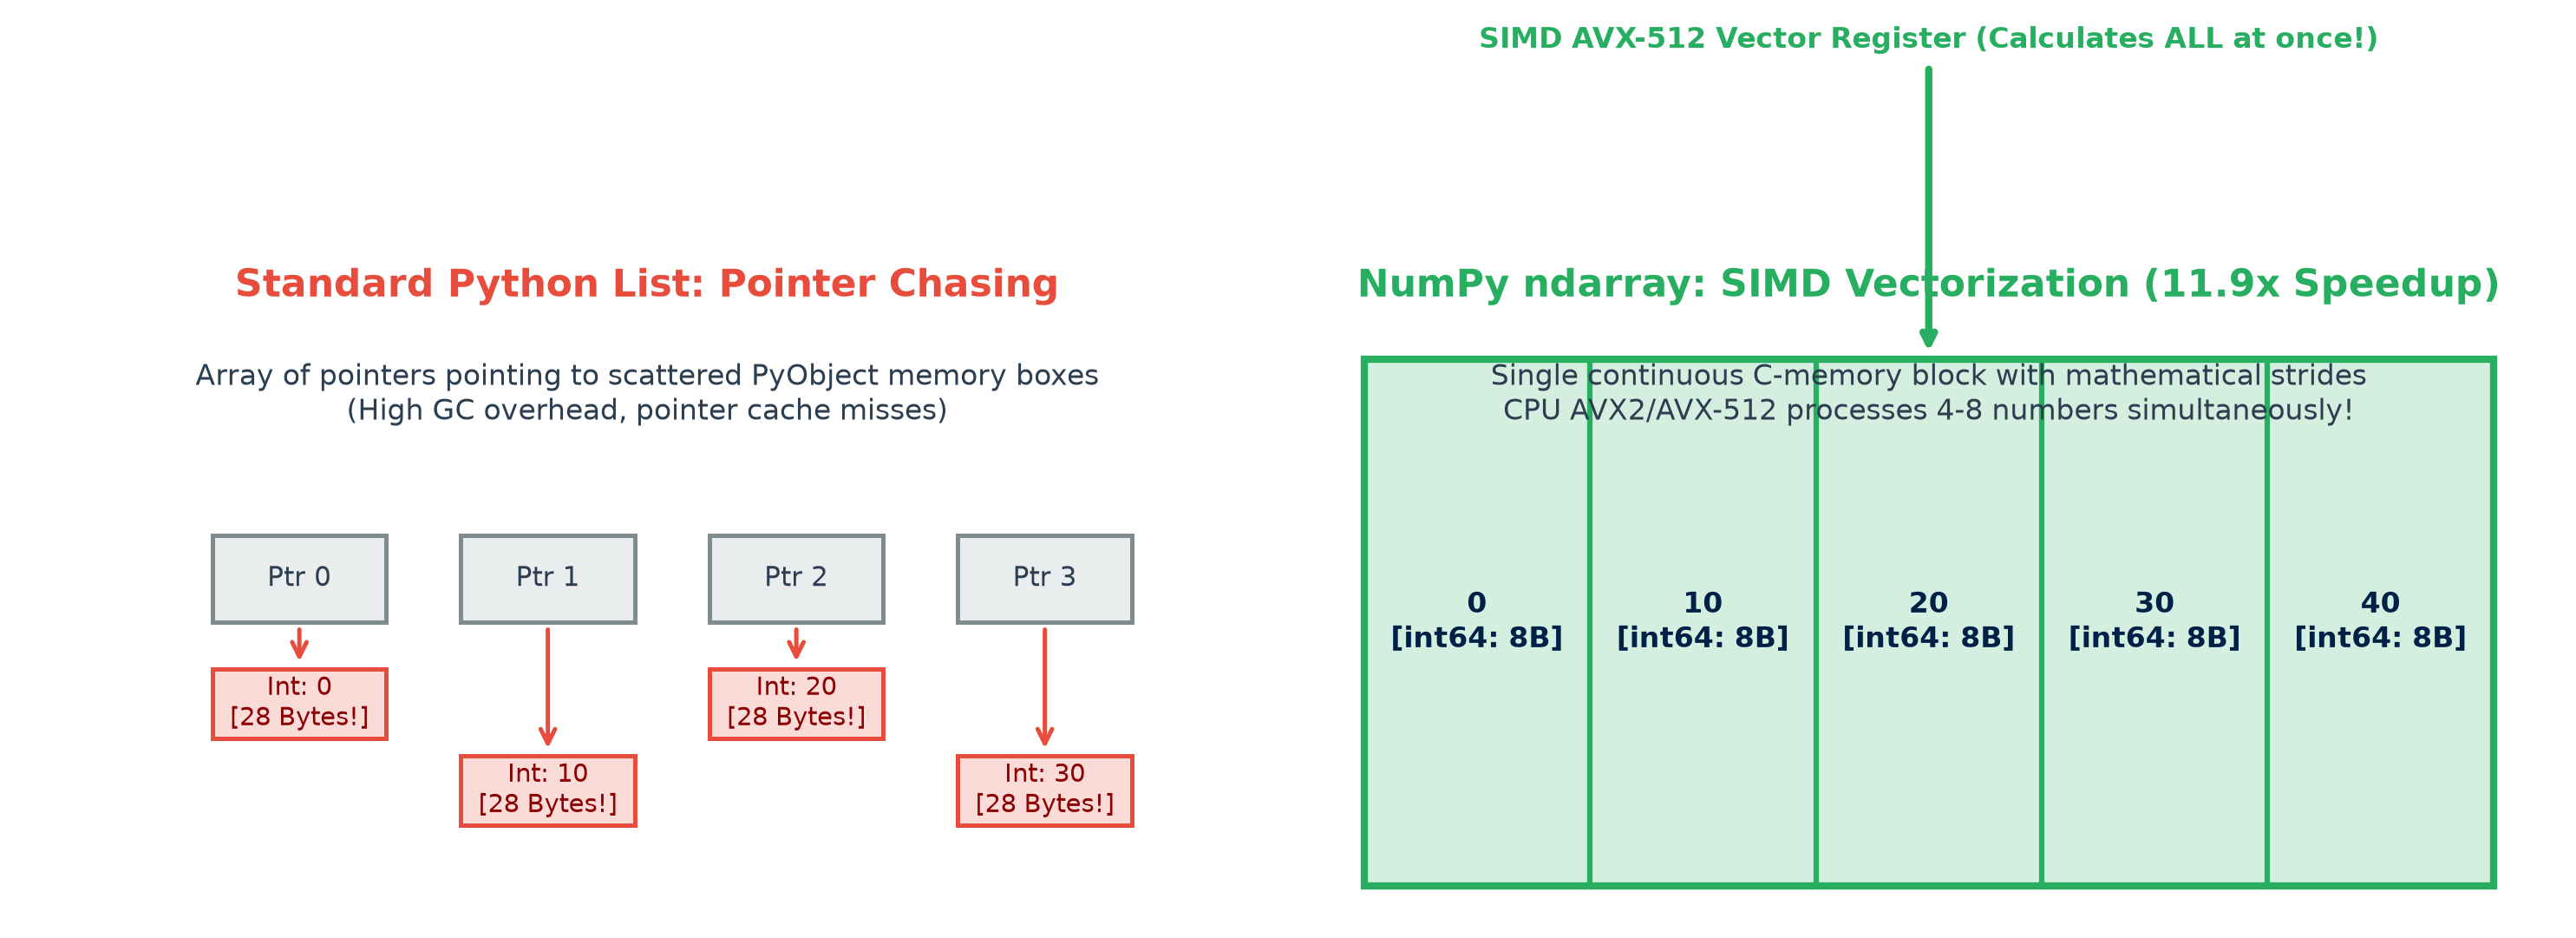 SIMD AVX-512 Vector Register (Calculates ALL at once!)
Standard Python List: Pointer Chasing
Array of pointers pointing to scattered PyObject memory boxes
(High GC overhead, pointer cache misses)
Ptr 0
Ptr 1
Ptr 2
Ptr 3
Int: 0
[28 Bytes!]
Int: 10
[28 Bytes!]
Int: 20
[28 Bytes!]
Int: 30
[28 Bytes!]
NumPy ndarray: SIMD Vectorization (11.9x Speedup)
Single continuous C-memory block with mathematical strides
CPU AVX2/AVX-512 processes 4-8 numbers simultaneously!
0
[int64: 8B]
10
[int64: 8B]
20
[int64: 8B]
30
[int64: 8B]
40
[int64: 8B]